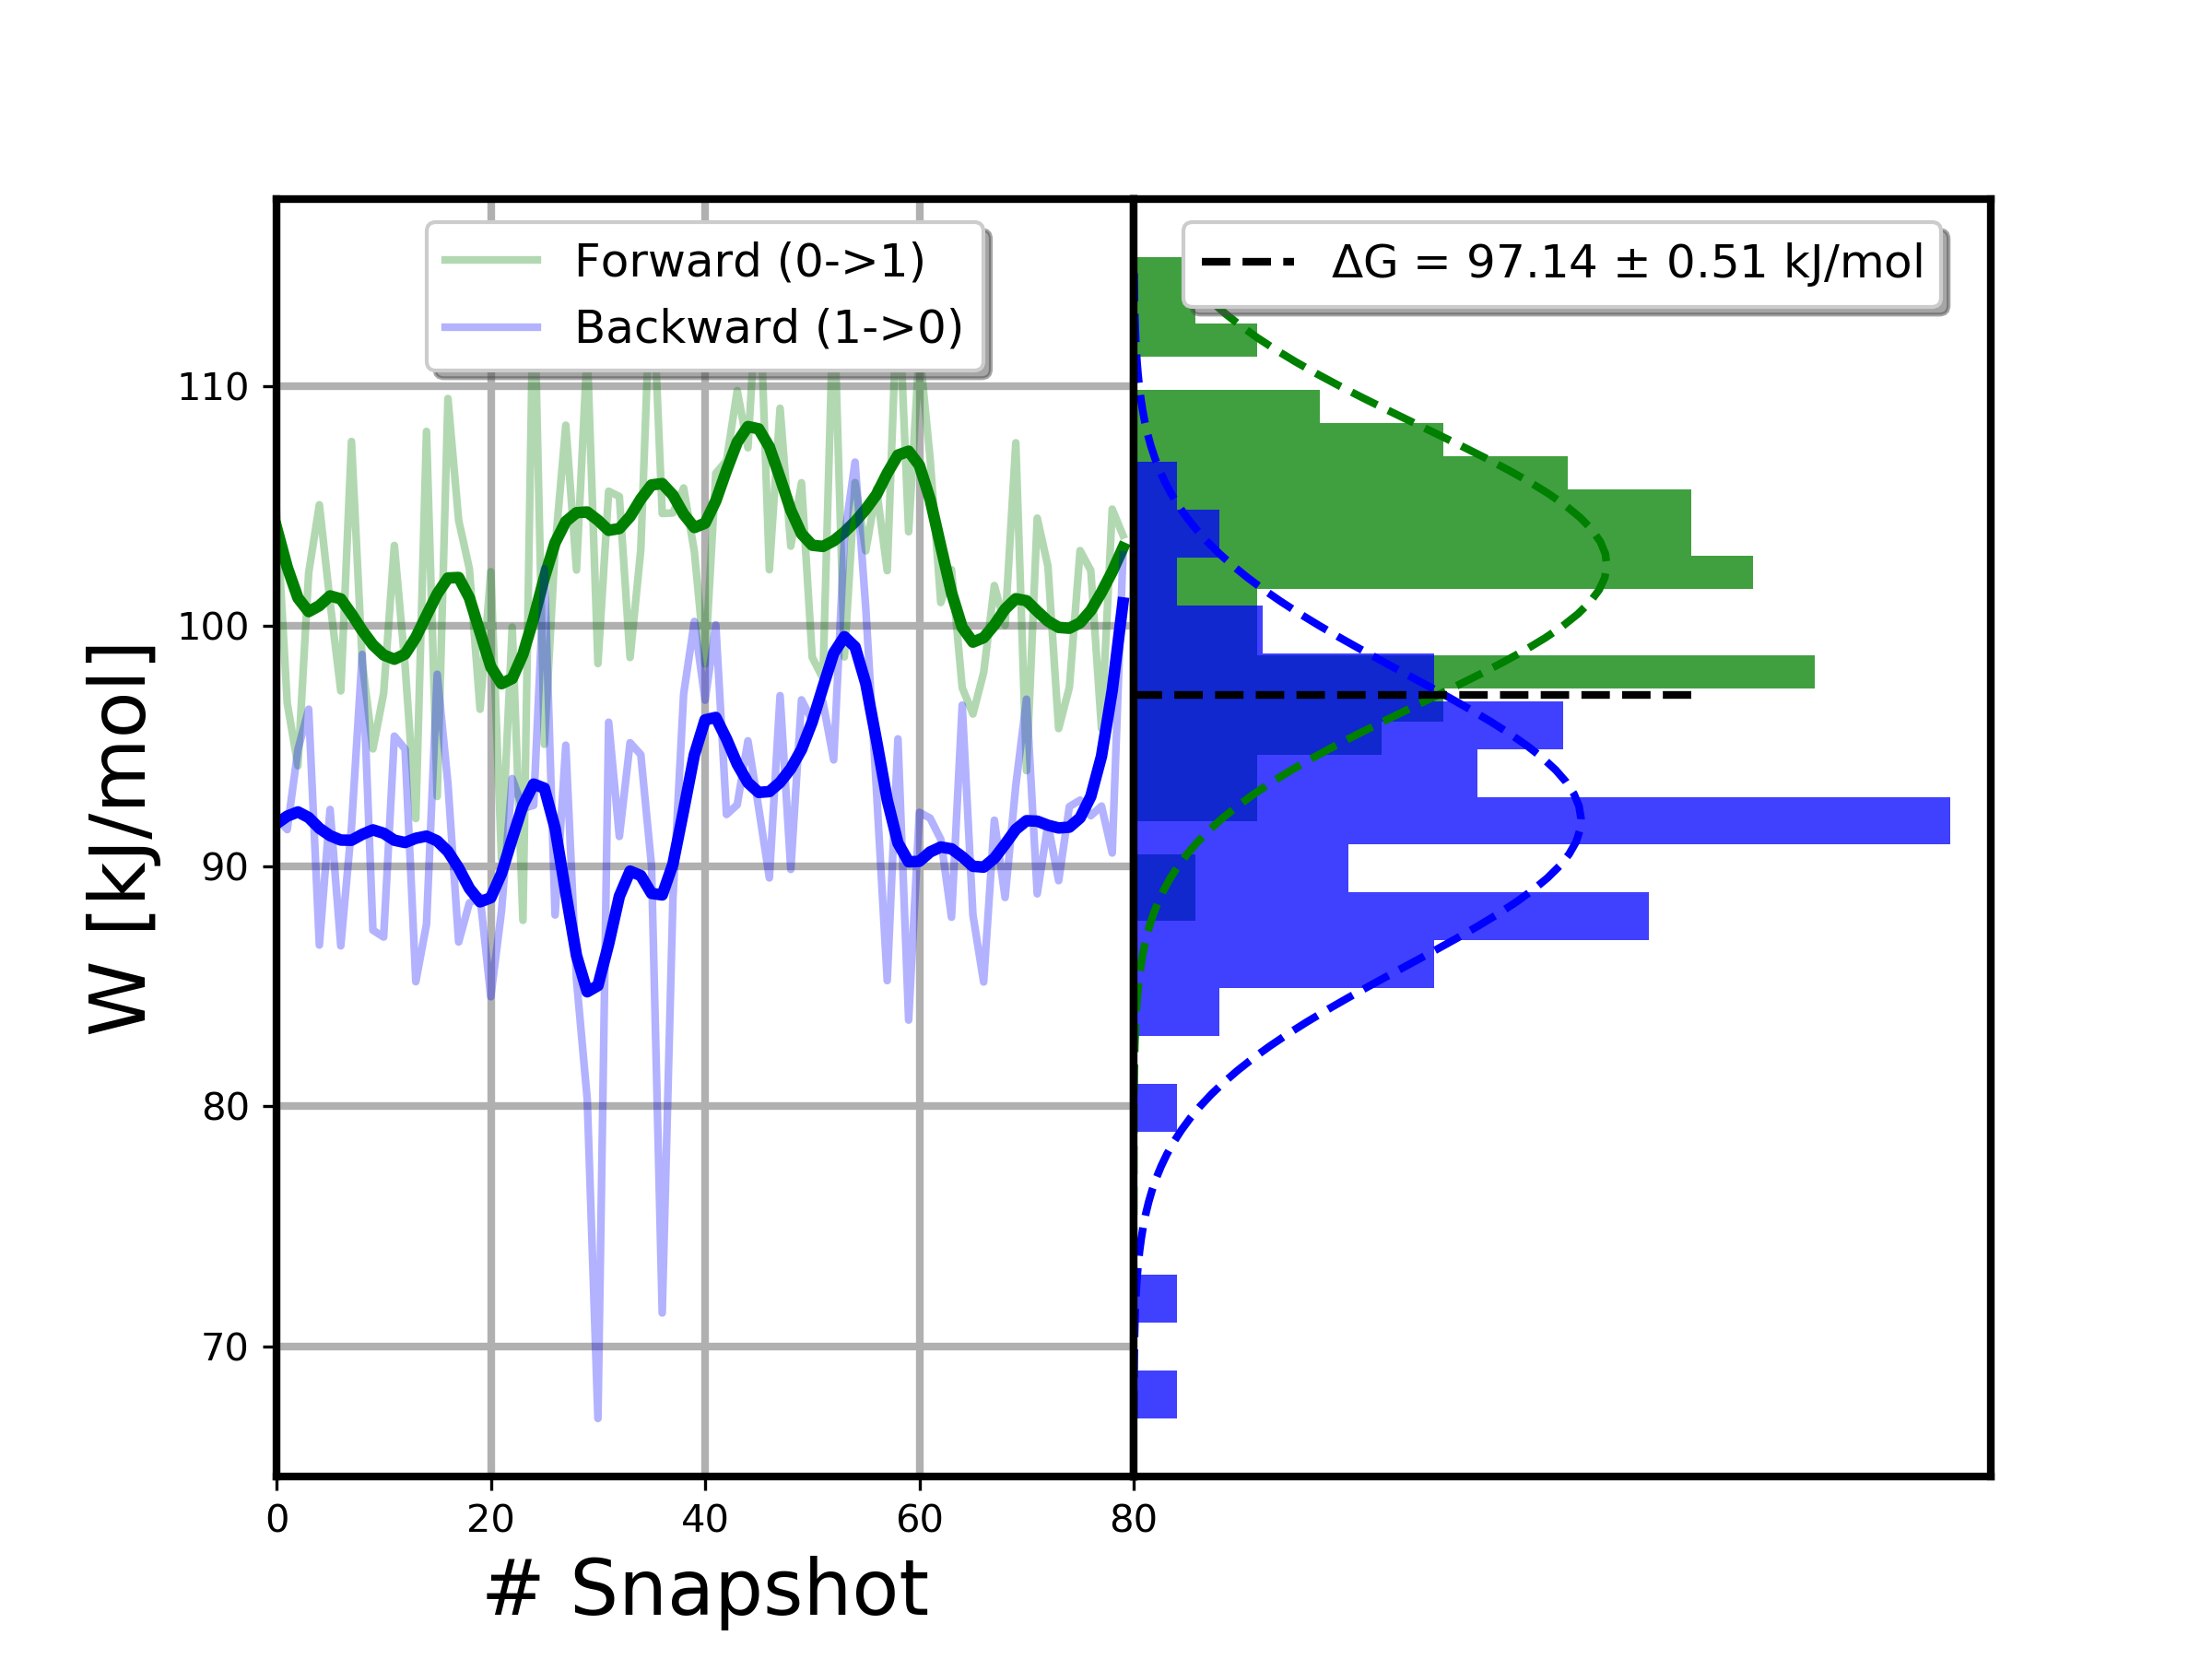 Forward (0->1)
Backward (1->0)
ΔG = 97.14 ± 0.51 kJ/mol
W [kJ/mol]
110
100
90
80
70
0 20 40 60 80
# Snapshot